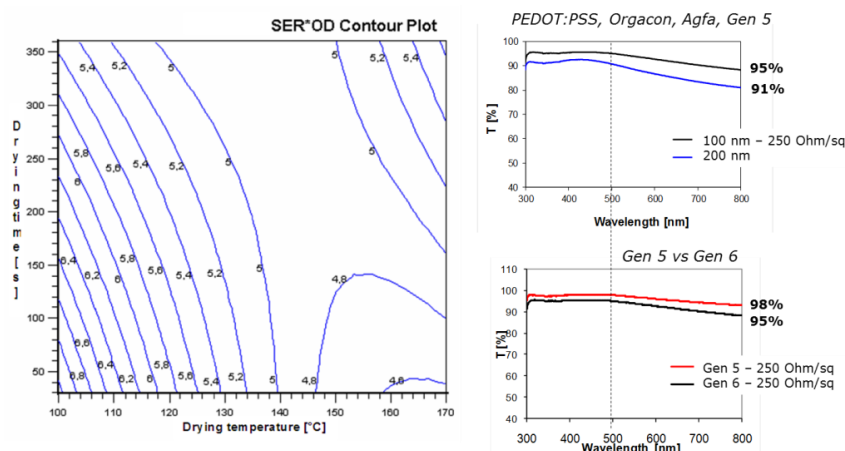 SER*OD Contour Plot
350
300
250
200
150
100
50
Dryingtime [s]
100 110 120 130 140 150 160 170
Drying temperature [°C]
5,4 5,2 5 5 5,2 5,4
5,8 5,6 5,4 5,2 5 5
6
6,4 6,2 6 5,8 5,6 5,4 5,2 5 4,8
6,6 6,4 6,2 6 5,8 5,6
6,8 5,4 5,2 5 4,8 4,6
PEDOT:PSS, Orgacon, Agfa, Gen 5
T [%]
100
90
80
70
60
50
40
95%
91%
100 nm – 250 Ohm/sq
200 nm
300 400 500 600 700 800
Wavelength [nm]
Gen 5 vs Gen 6
T [%]
110
100
90
80
70
60
50
40
98%
95%
Gen 5 – 250 Ohm/sq
Gen 6 – 250 Ohm/sq
300 400 500 600 700 800
Wavelength [nm]